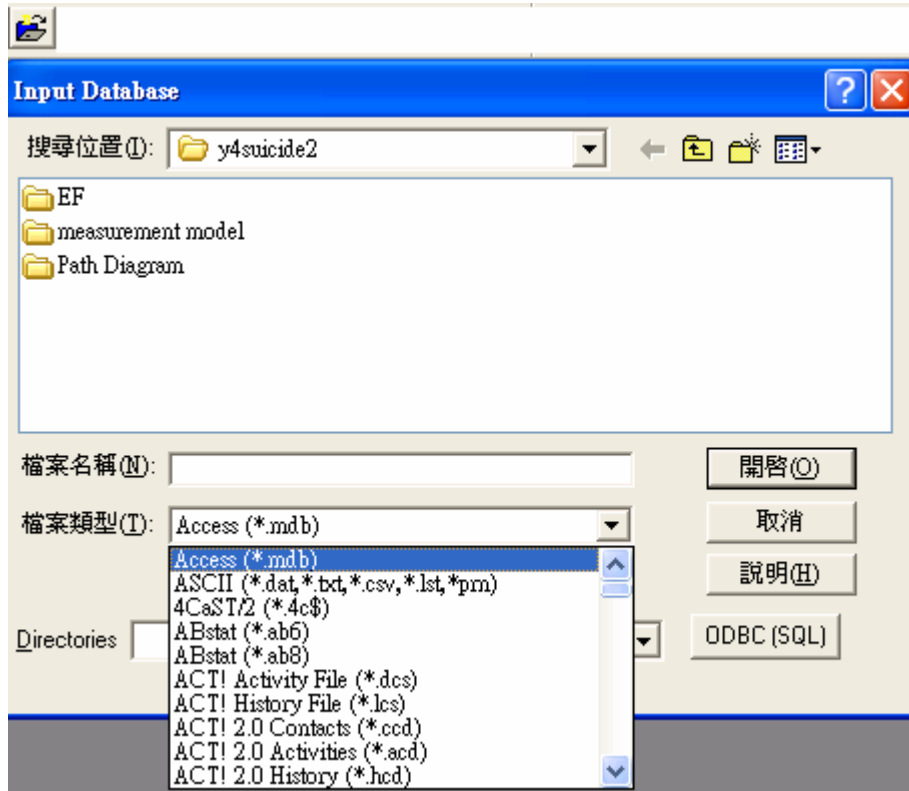 Input Database
搜尋位置(I): y4suicide2
EF
measurement model
Path Diagram
檔案名稱(N): 開啓(O)
檔案類型(T): Access (*.mdb) 取消
Access (*.mdb)
ASCII (*.dat,*.txt,*.csv,*.lst,*prn)
說明(H)
4CaST/2 (*.4c$)
ABstat (*.ab6)
Directories ODBC (SQL)
ABstat (*.ab8)
ACT! Activity File (*.dcs)
ACT! History File (*.lcs)
ACT! 2.0 Contacts (*.ccd)
ACT! 2.0 Activities (*.acd)
ACT! 2.0 History (*.hcd)